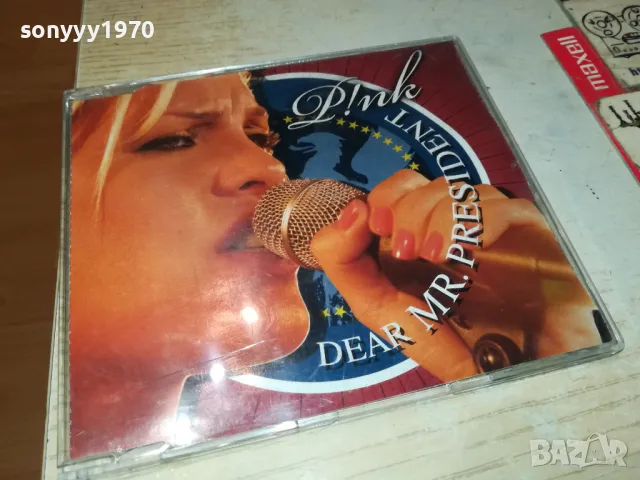 sonyyy1970
maxell
P!nk
DEAR MR. PRESIDENT
BAZAR